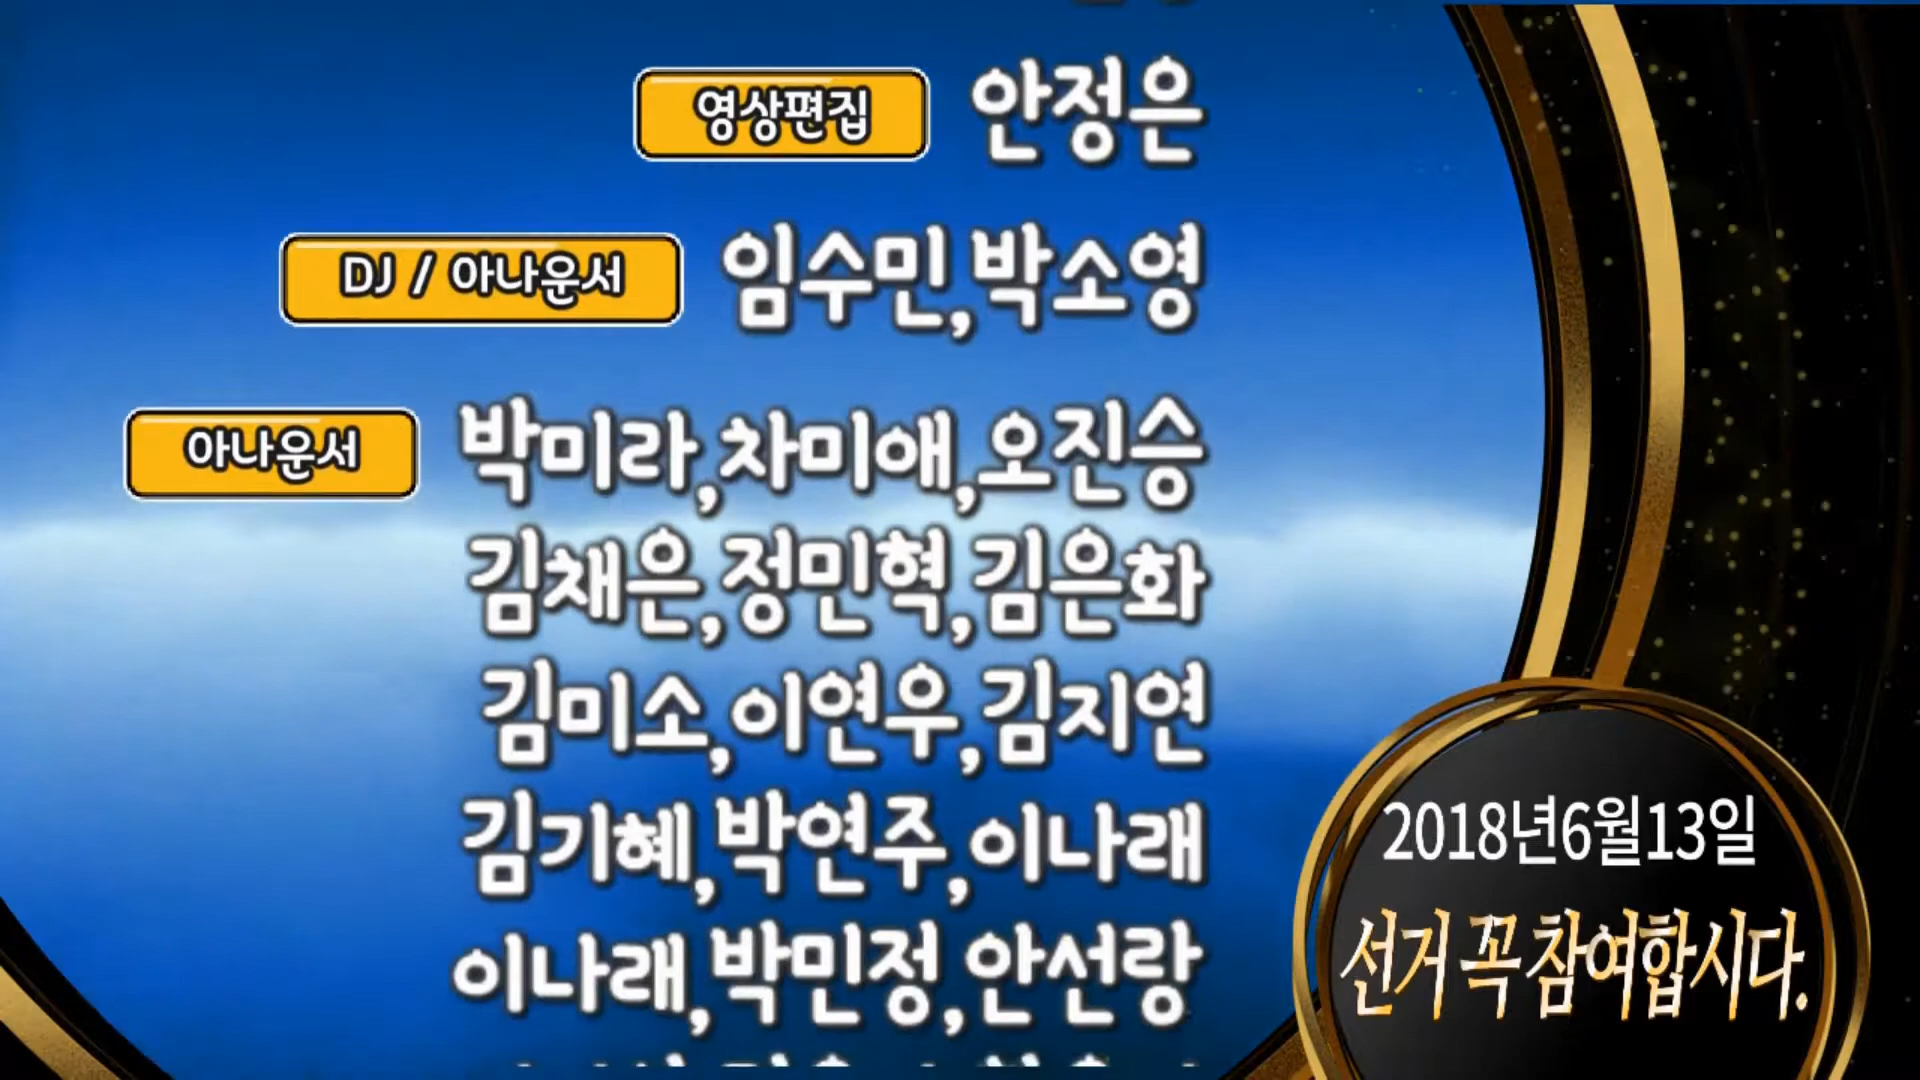 영상편집 안정은
DJ / 아나운서 임수민,박소영
아나운서 박미라,차미애,오진승
김채은,정민혁,김은화
김미소,이연우,김지연
김기혜,박연주,이나래
이나래,박민정,안선랑
2018년6월13일
선거 꼭 참여합시다.